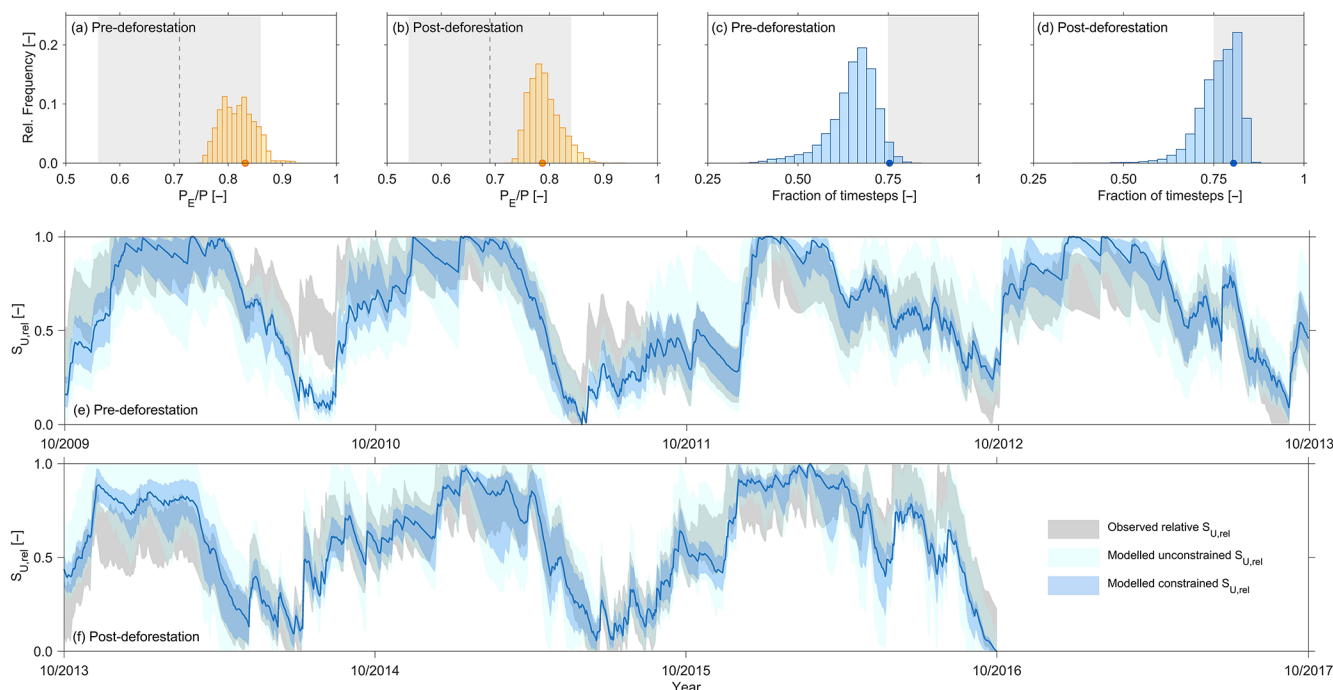 (a) Pre-deforestation
(b) Post-deforestation
(c) Pre-deforestation
(d) Post-deforestation
Rel. Frequency [–]
0.2
0.1
0.0
0.5 0.6 0.7 0.8 0.9 1
P_E/P [–]
0.5 0.6 0.7 0.8 0.9 1
P_E/P [–]
0.25 0.50 0.75 1
Fraction of timesteps [–]
0.25 0.50 0.75 1
Fraction of timesteps [–]
S_U,rel [–]
1.0
0.5
0.0
(e) Pre-deforestation
10/2009 10/2010 10/2011 10/2012 10/2013
S_U,rel [–]
1.0
0.5
0.0
(f) Post-deforestation
Observed relative S_U,rel
Modelled unconstrained S_U,rel
Modelled constrained S_U,rel
10/2013 10/2014 10/2015 10/2016 10/2017
Year